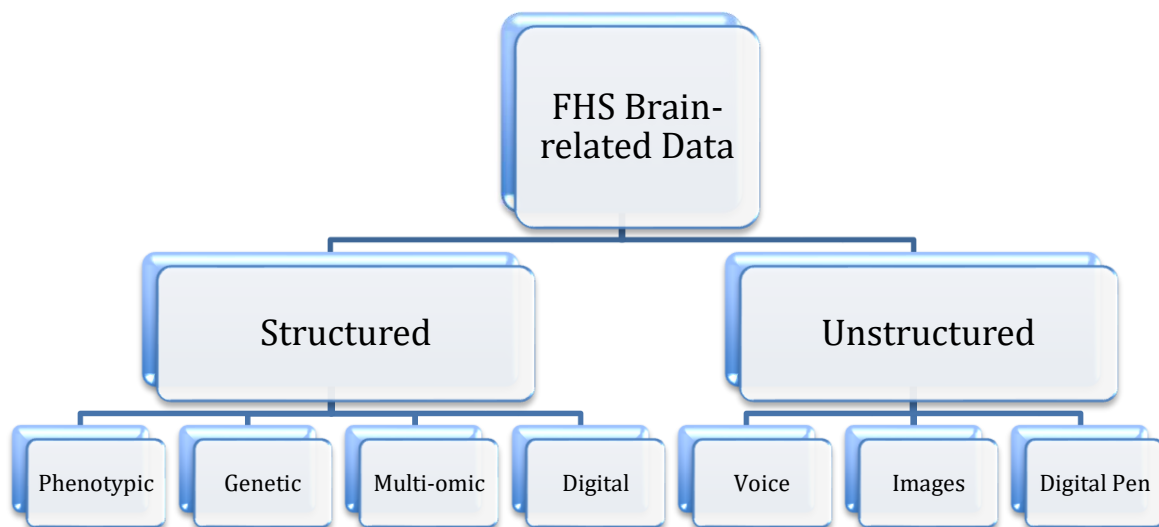 FHS Brain-
related Data
Structured
Unstructured
Phenotypic
Genetic
Multi-omic
Digital
Voice
Images
Digital Pen